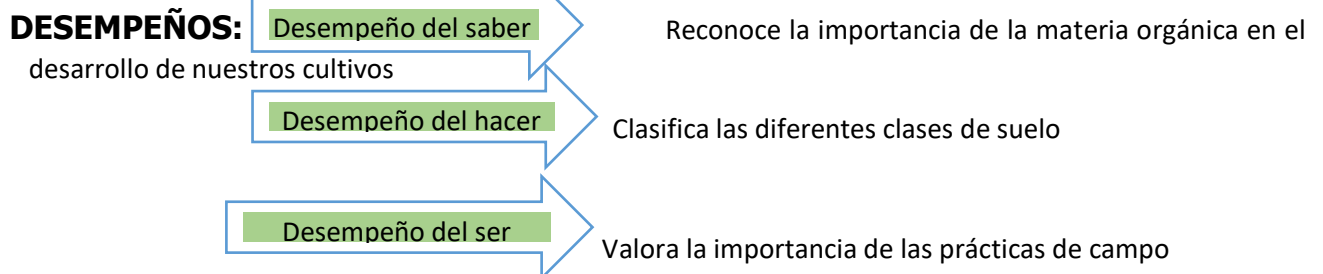 DESEMPEÑOS: Desempeño del saber Reconoce la importancia de la materia orgánica en el
desarrollo de nuestros cultivos
Desempeño del hacer Clasifica las diferentes clases de suelo
Desempeño del ser Valora la importancia de las prácticas de campo